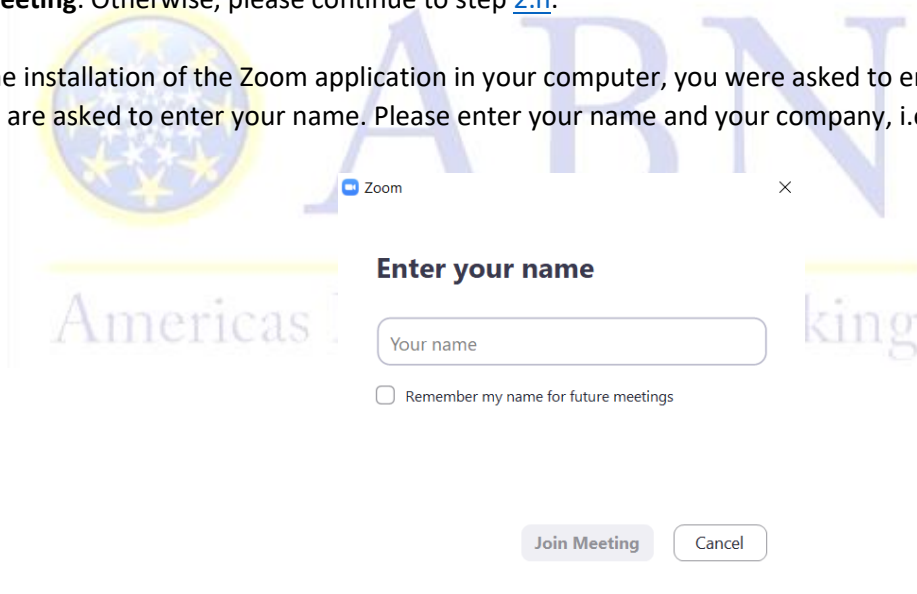 eeting. Otherwise, please continue to step 2.h.
ABN
e installation of the Zoom application in your computer, you were asked to e
are asked to enter your name. Please enter your name and your company, i.
Zoom
Enter your name
Americas king
Your name
Remember my name for future meetings
Join Meeting Cancel